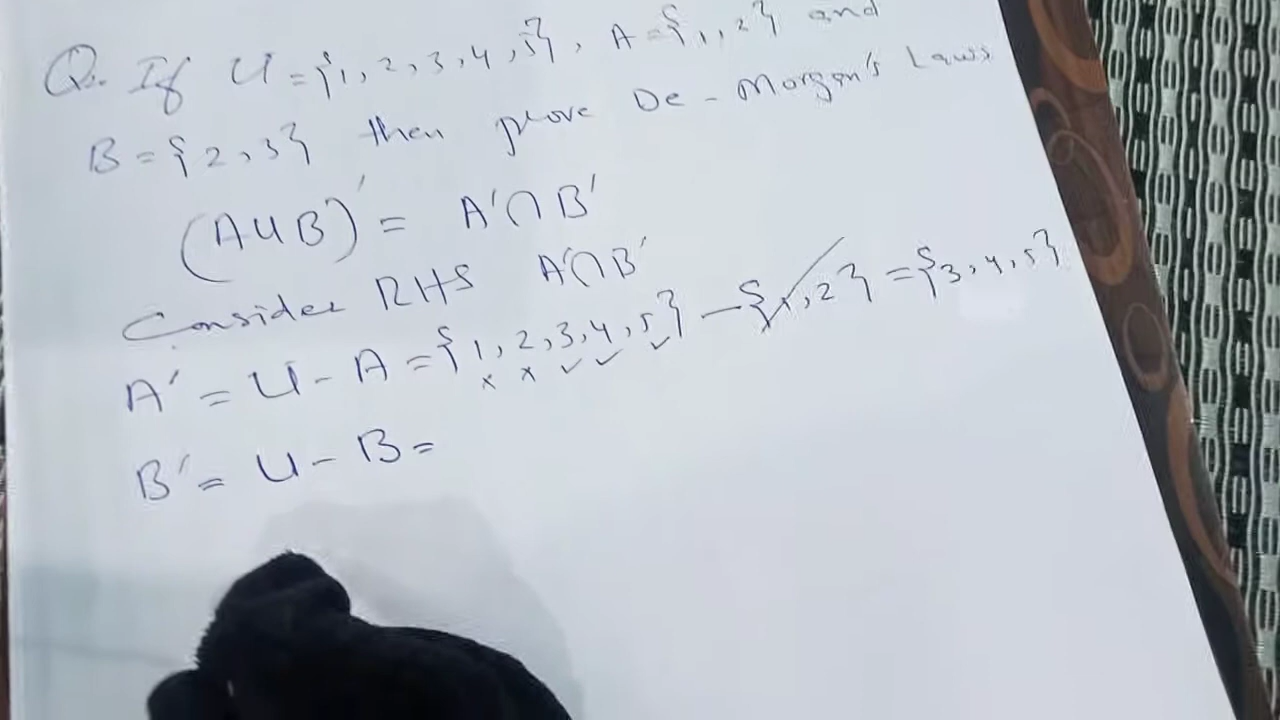 Q. If U = {1, 2, 3, 4, 5}, A = {1, 2} and
B = {2, 3} then prove De-Morgan's Laws
(A∪B)' = A'∩B'
Consider RHS A'∩B'
A' = U - A = {1, 2, 3, 4, 5} - {1, 2} = {3, 4, 5}
× × ✓ ✓ ✓
B' = U - B =